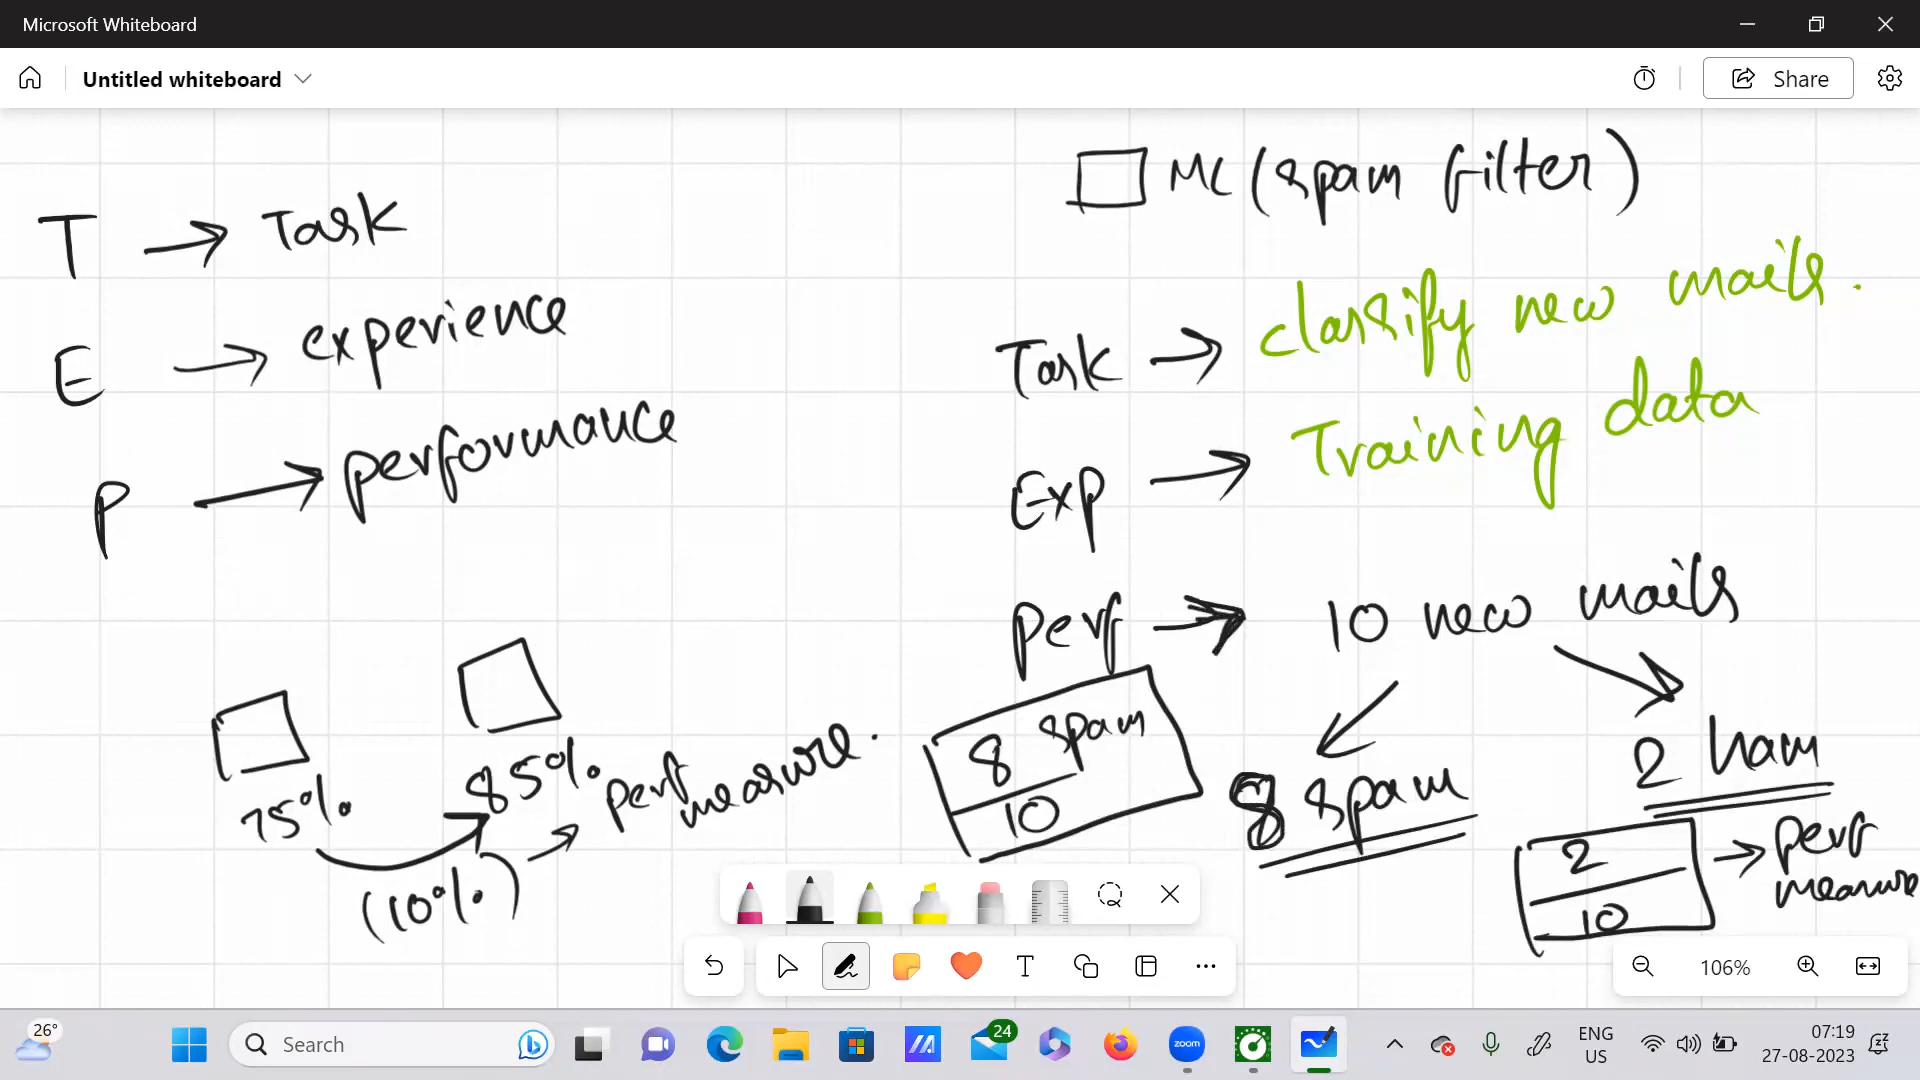 Microsoft Whiteboard
Untitled whiteboard
Share
T → Task
E → experience
P → performance
75%
85%
(10%) → perf measure.
ML (spam filter)
Task → classify new mails.
Exp → Training data
Perf → 10 new mails
8 spam
10
8 spam
2 ham
2
10
→ perf measure
106%
26°
Search
24
zoom
ENG
US
07:19
27-08-2023